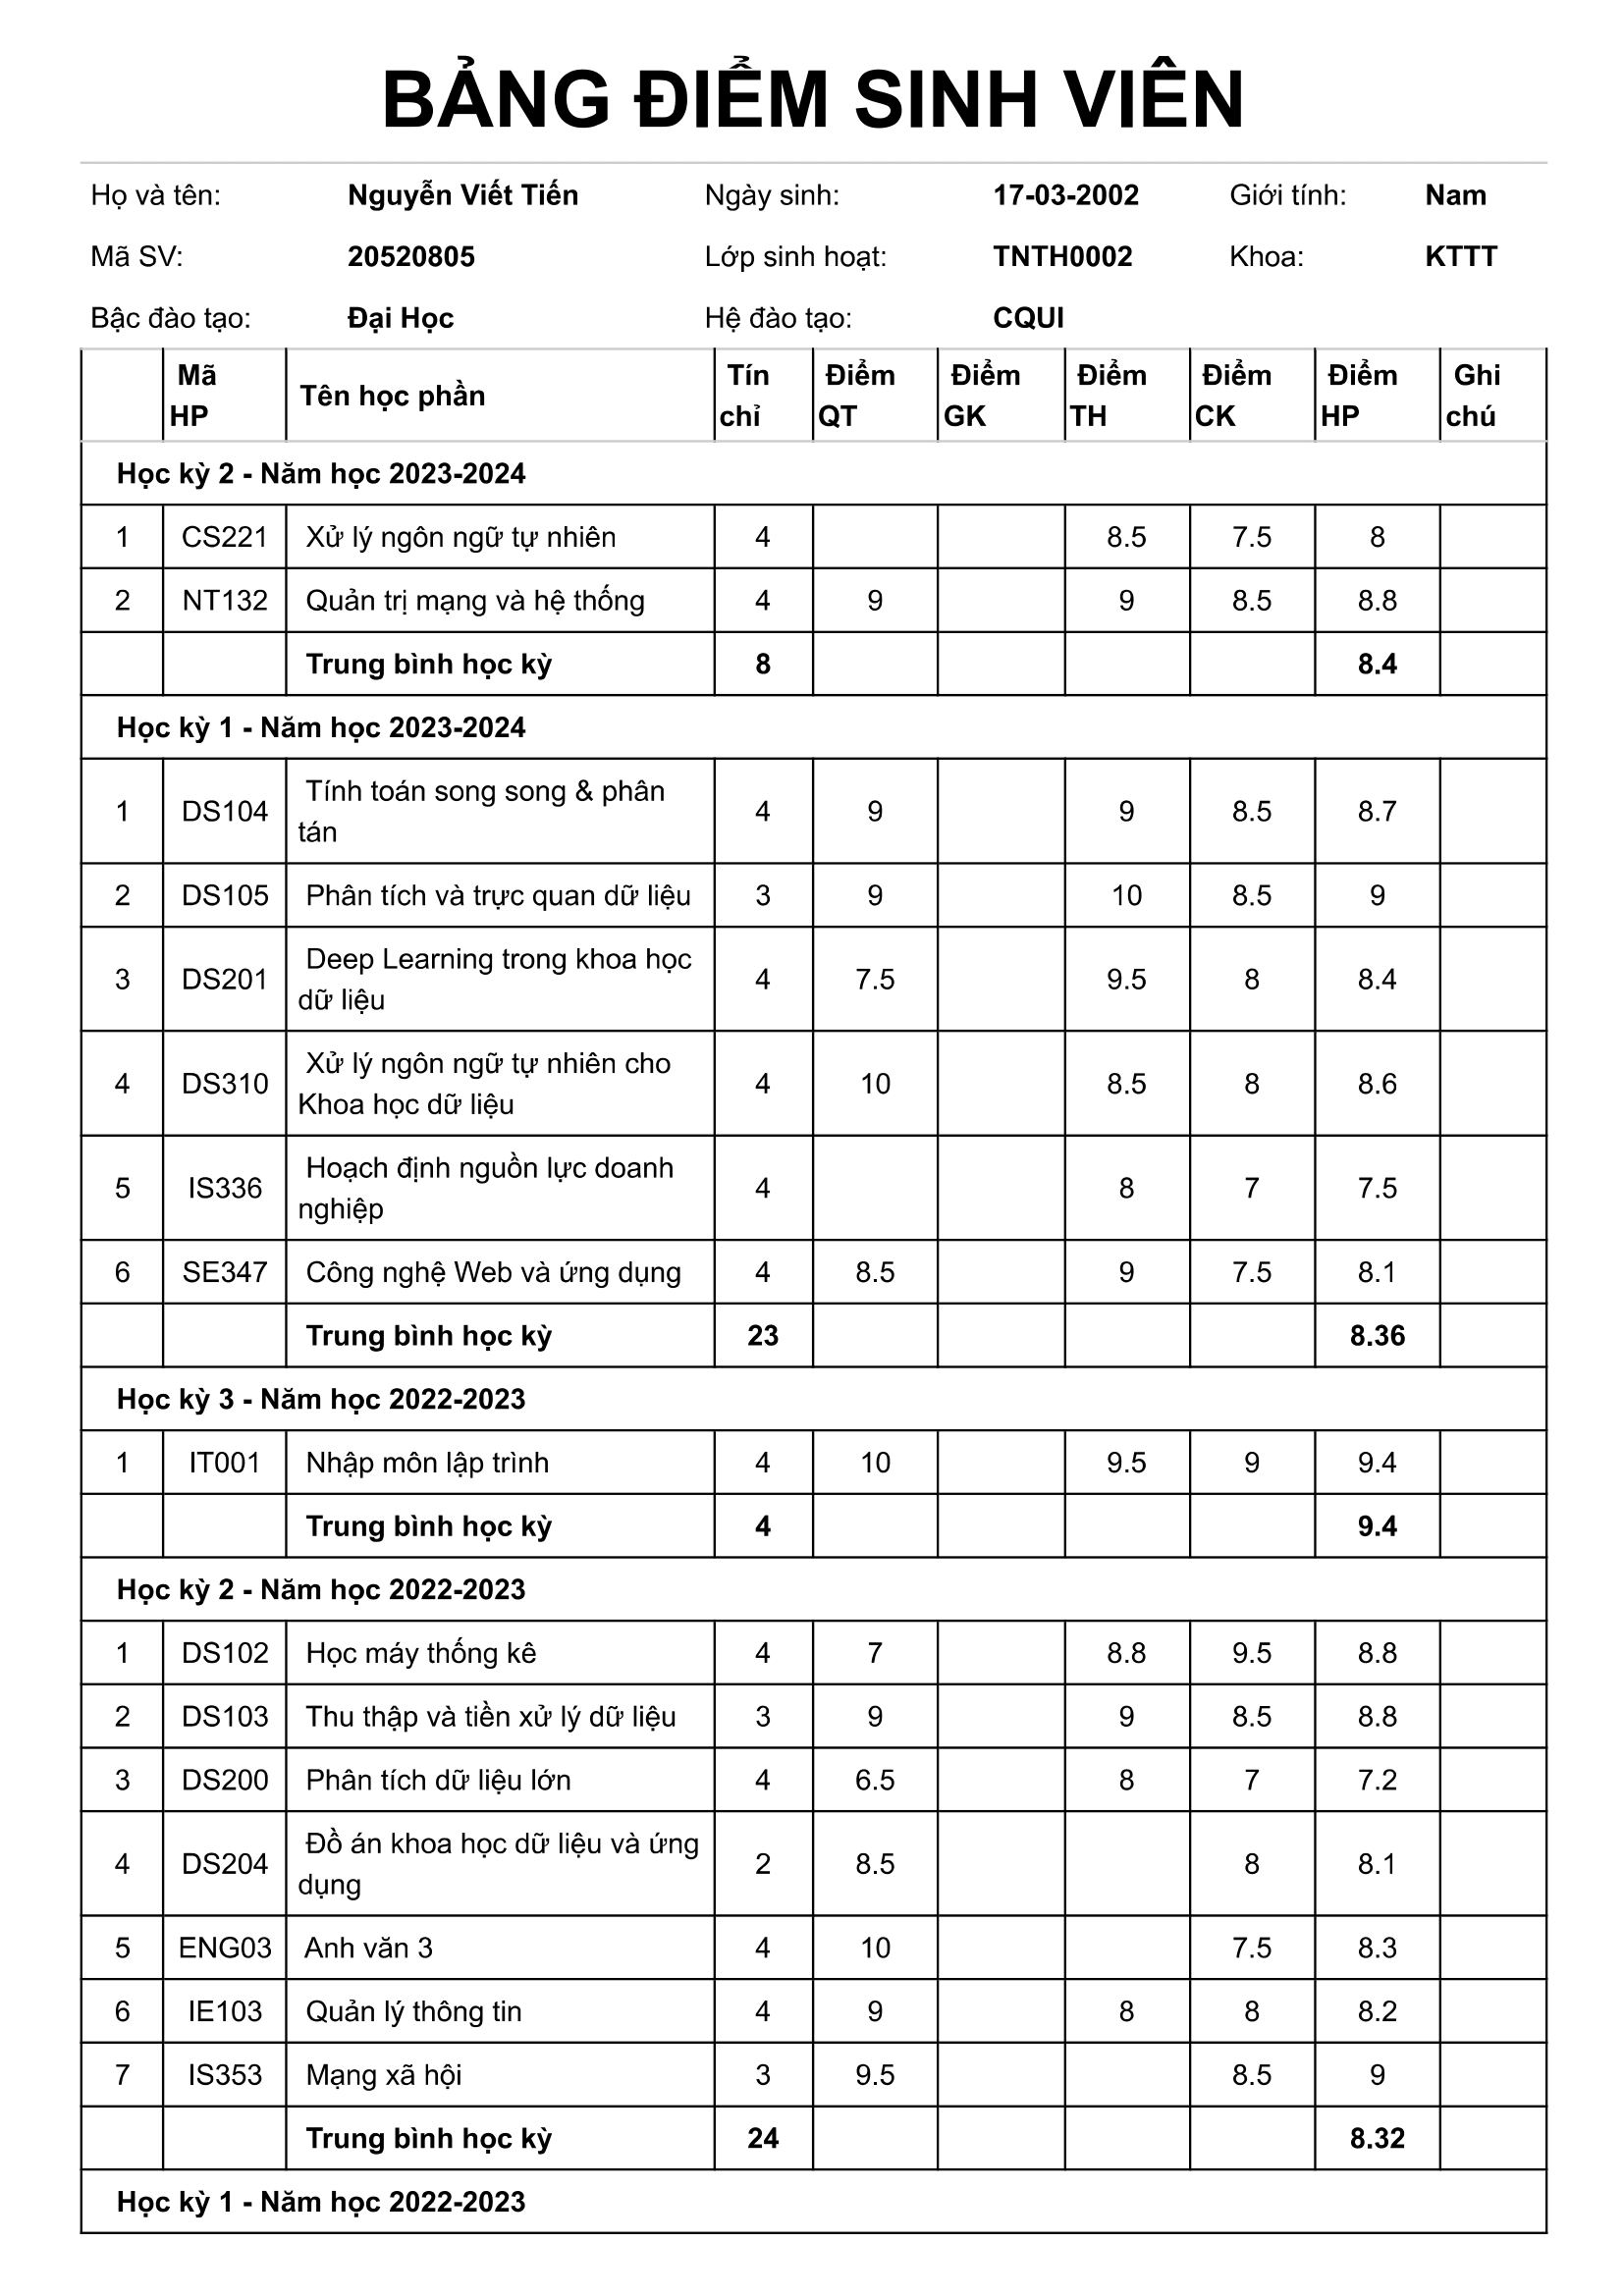 BẢNG ĐIỂM SINH VIÊN
Họ và tên: Nguyễn Viết Tiến Ngày sinh: 17-03-2002 Giới tính: Nam
Mã SV: 20520805 Lớp sinh hoạt: TNTH0002 Khoa: KTTT
Bậc đào tạo: Đại Học Hệ đào tạo: CQUI
Mã HP Tên học phần Tín chỉ Điểm QT Điểm GK Điểm TH Điểm CK Điểm HP Ghi chú
Học kỳ 2 - Năm học 2023-2024
1 CS221 Xử lý ngôn ngữ tự nhiên 4 8.5 7.5 8
2 NT132 Quản trị mạng và hệ thống 4 9 9 8.5 8.8
Trung bình học kỳ 8 8.4
Học kỳ 1 - Năm học 2023-2024
1 DS104 Tính toán song song & phân tán 4 9 9 8.5 8.7
2 DS105 Phân tích và trực quan dữ liệu 3 9 10 8.5 9
3 DS201 Deep Learning trong khoa học dữ liệu 4 7.5 9.5 8 8.4
4 DS310 Xử lý ngôn ngữ tự nhiên cho Khoa học dữ liệu 4 10 8.5 8 8.6
5 IS336 Hoạch định nguồn lực doanh nghiệp 4 8 7 7.5
6 SE347 Công nghệ Web và ứng dụng 4 8.5 9 7.5 8.1
Trung bình học kỳ 23 8.36
Học kỳ 3 - Năm học 2022-2023
1 IT001 Nhập môn lập trình 4 10 9.5 9 9.4
Trung bình học kỳ 4 9.4
Học kỳ 2 - Năm học 2022-2023
1 DS102 Học máy thống kê 4 7 8.8 9.5 8.8
2 DS103 Thu thập và tiền xử lý dữ liệu 3 9 9 8.5 8.8
3 DS200 Phân tích dữ liệu lớn 4 6.5 8 7 7.2
4 DS204 Đồ án khoa học dữ liệu và ứng dụng 2 8.5 8 8.1
5 ENG03 Anh văn 3 4 10 7.5 8.3
6 IE103 Quản lý thông tin 4 9 8 8 8.2
7 IS353 Mạng xã hội 3 9.5 8.5 9
Trung bình học kỳ 24 8.32
Học kỳ 1 - Năm học 2022-2023